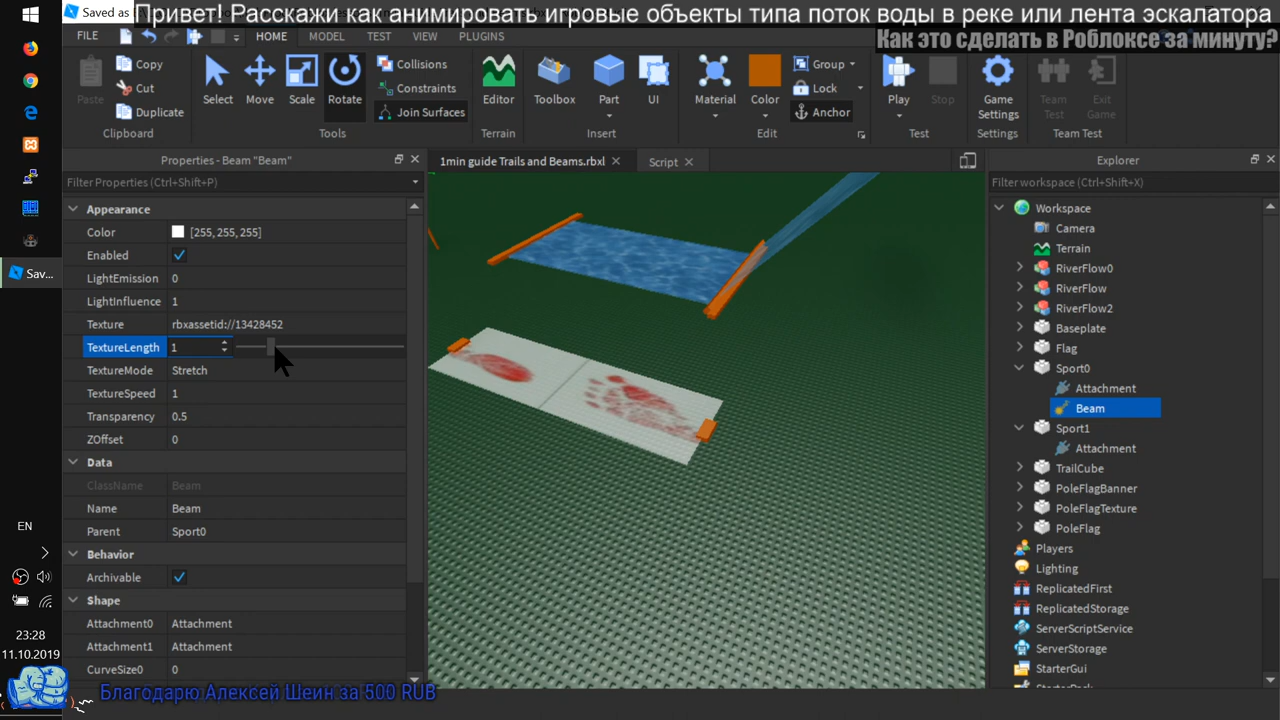 Saved as
Привет! Расскажи как анимировать игровые объекты типа поток воды в реке или лента эскалатора
Как это сделать в Роблоксе за минуту?
FILE HOME MODEL TEST VIEW PLUGINS
Paste Copy Cut Duplicate
Clipboard
Select Move Scale Rotate
Collisions
Constraints
Join Surfaces
Tools
Editor
Terrain
Toolbox Part UI
Insert
Material Color
Group
Lock
Anchor
Edit
Play Stop
Test
Game Settings
Settings
Team Test Exit Game
Team Test
Properties - Beam "Beam"
Filter Properties (Ctrl+Shift+P)
Appearance
Color [255, 255, 255]
Enabled
LightEmission 0
LightInfluence 1
Texture rbxassetid://13428452
TextureLength 1
TextureMode Stretch
TextureSpeed 1
Transparency 0.5
ZOffset 0
Data
ClassName Beam
Name Beam
Parent Sport0
Behavior
Archivable
Shape
Attachment0 Attachment
Attachment1 Attachment
CurveSize0 0
1min guide Trails and Beams.rbxl
Script
Explorer
Filter workspace (Ctrl+Shift+X)
Workspace
Camera
Terrain
RiverFlow0
RiverFlow
RiverFlow2
Baseplate
Flag
Sport0
Attachment
Beam
Sport1
Attachment
TrailCube
PoleFlagBanner
PoleFlagTexture
PoleFlag
Players
Lighting
ReplicatedFirst
ReplicatedStorage
ServerScriptService
ServerStorage
StarterGui
Sav...
EN
23:28
11.10.2019
Благодарю Алексей Шеин за 500 RUB